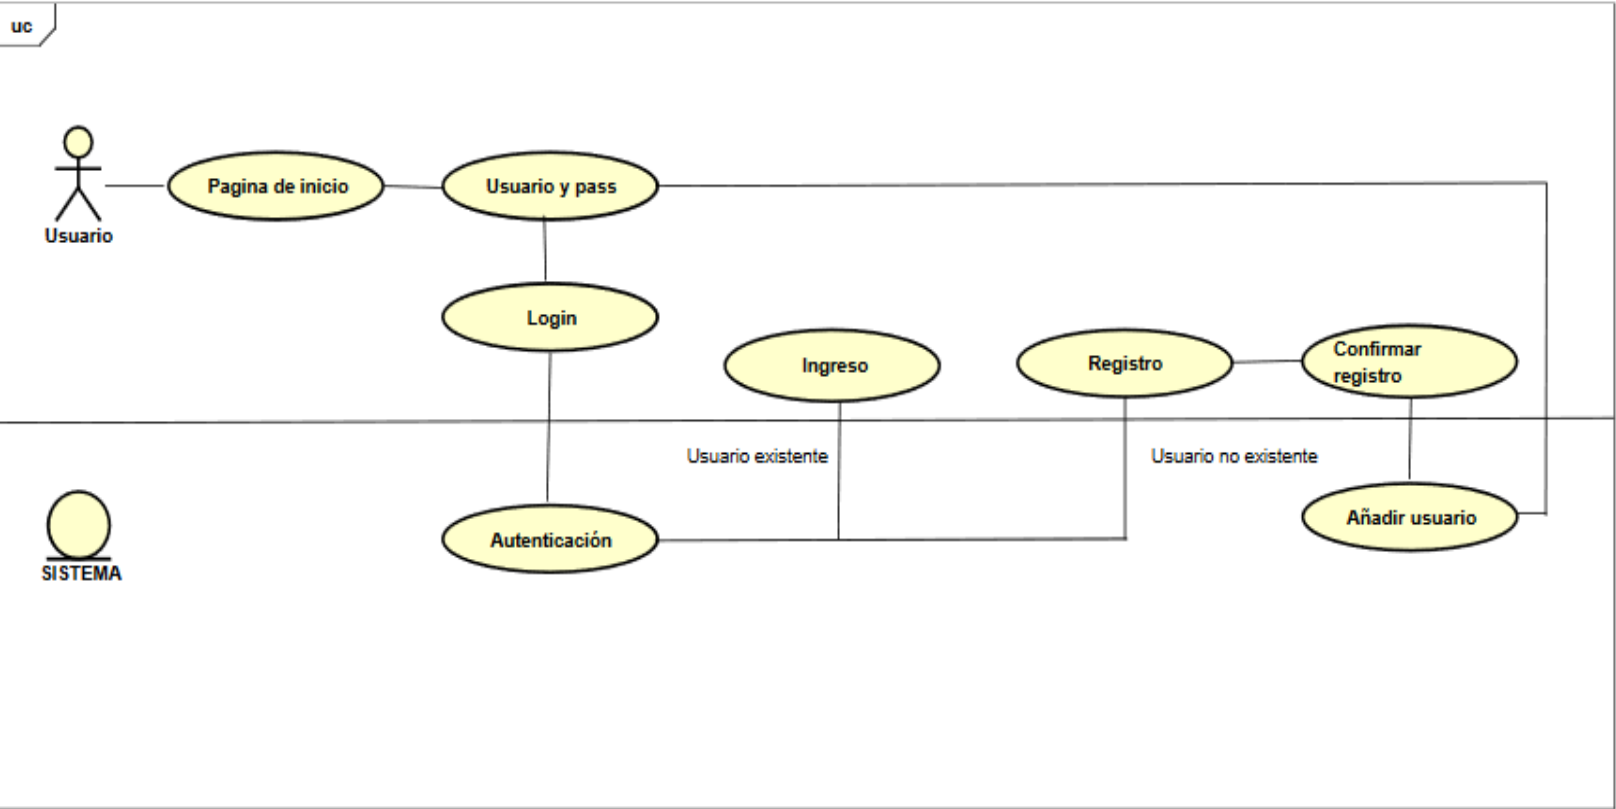 uc
Pagina de inicio
Usuario y pass
Usuario
Login
Ingreso
Registro
Confirmar
registro
Usuario existente
Usuario no existente
Autenticación
Añadir usuario
SISTEMA